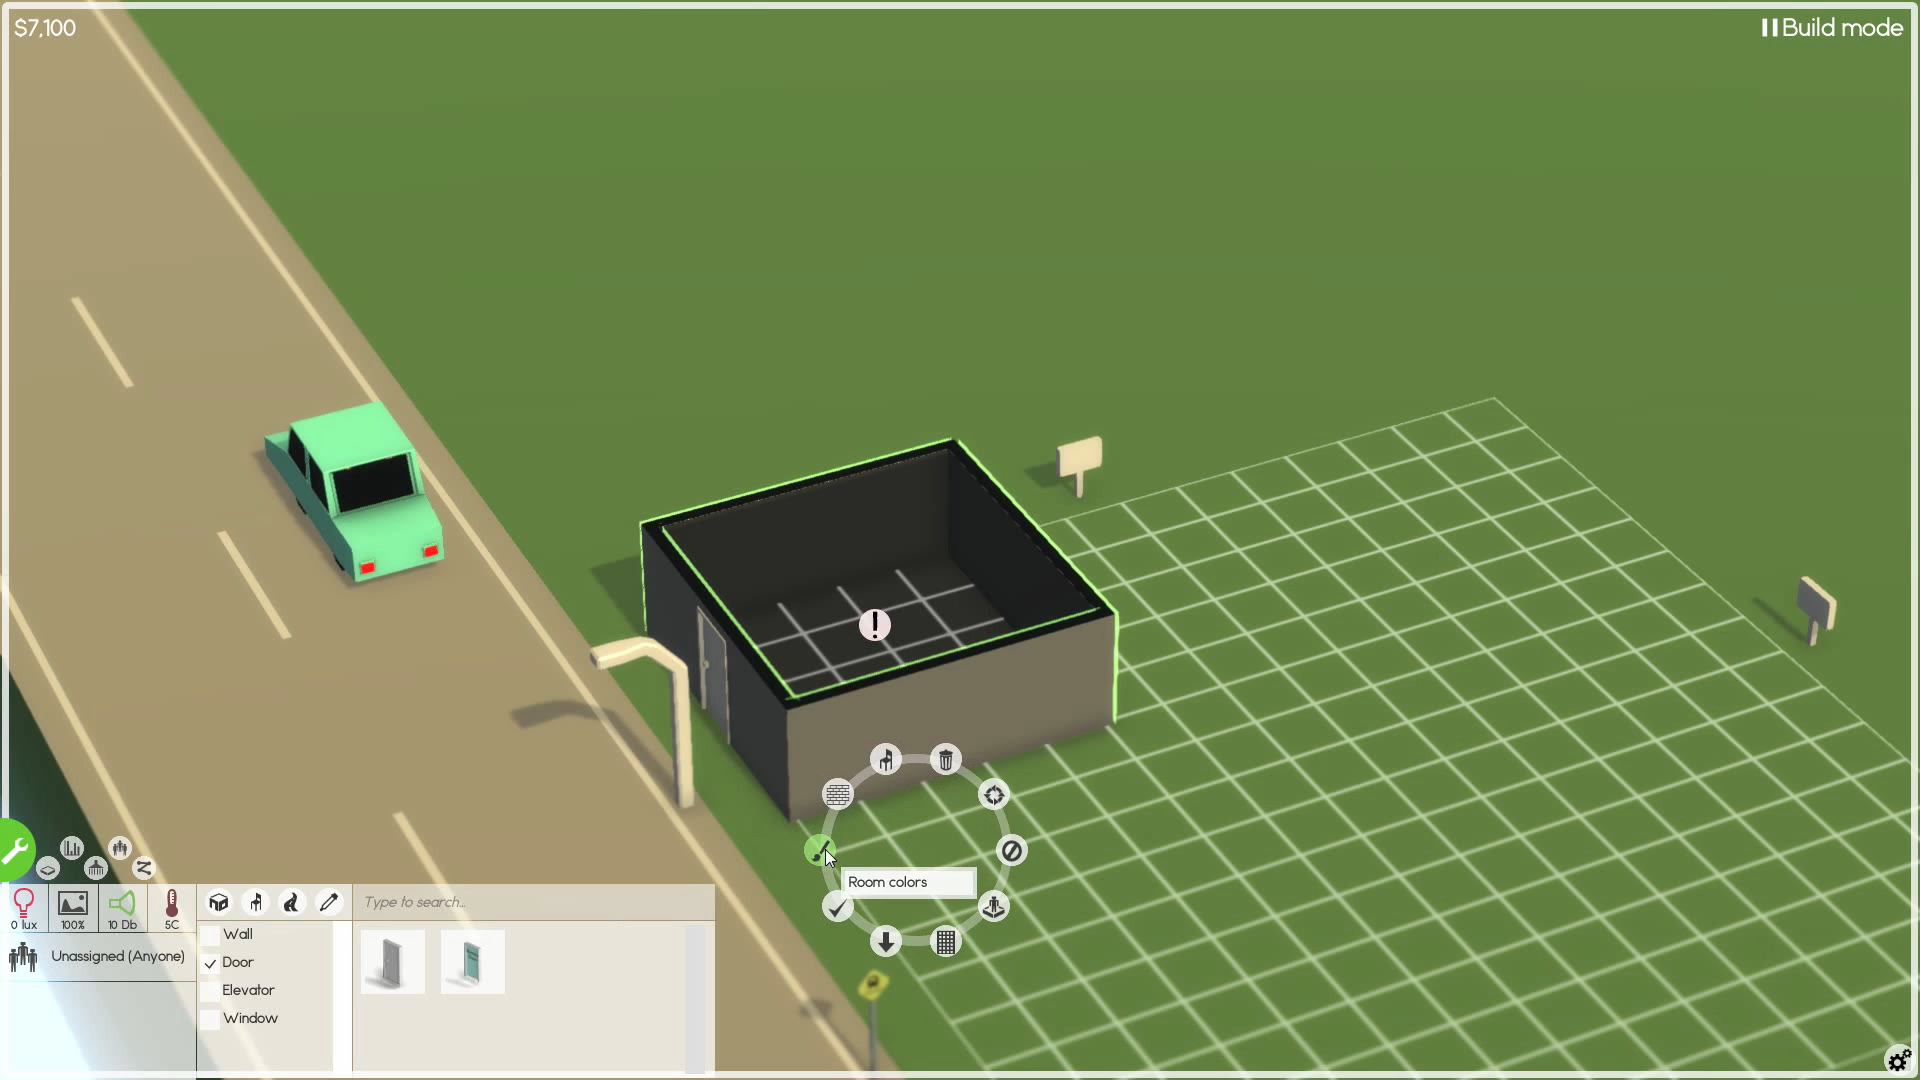 $7,100
Build mode
Room colors
0 lux
100%
10 Db
5C
Unassigned (Anyone)
Type to search...
Wall
Door
Elevator
Window